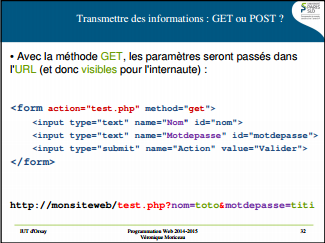 Transmettre des informations : GET ou POST ?
• Avec la méthode GET, les paramètres seront passés dans
l'URL (et donc visibles pour l'internaute) :
<form action="test.php" method="get">
<input type="text" name="Nom" id="nom">
<input type="text" name="Motdepasse" id="motdepasse">
<input type="submit" name="Action" value="Valider">
</form>
http://monsiteweb/test.php?nom=toto&motdepasse=titi
IUT d'Orsay
Programmation Web 2014-2015
Véronique Moriceau
32